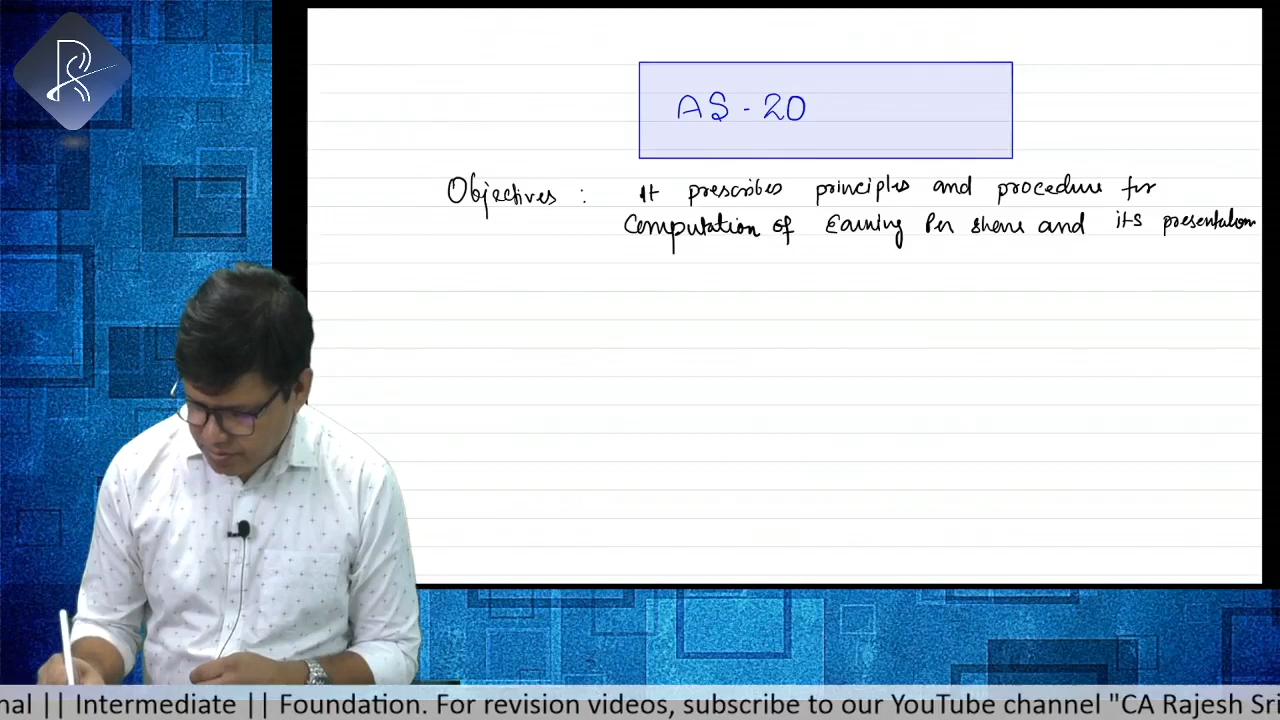 AS - 20
Objectives : It prescribes principles and procedure for
Computation of Earning Per share and its presentation
nal || Intermediate || Foundation. For revision videos, subscribe to our YouTube channel "CA Rajesh Sri